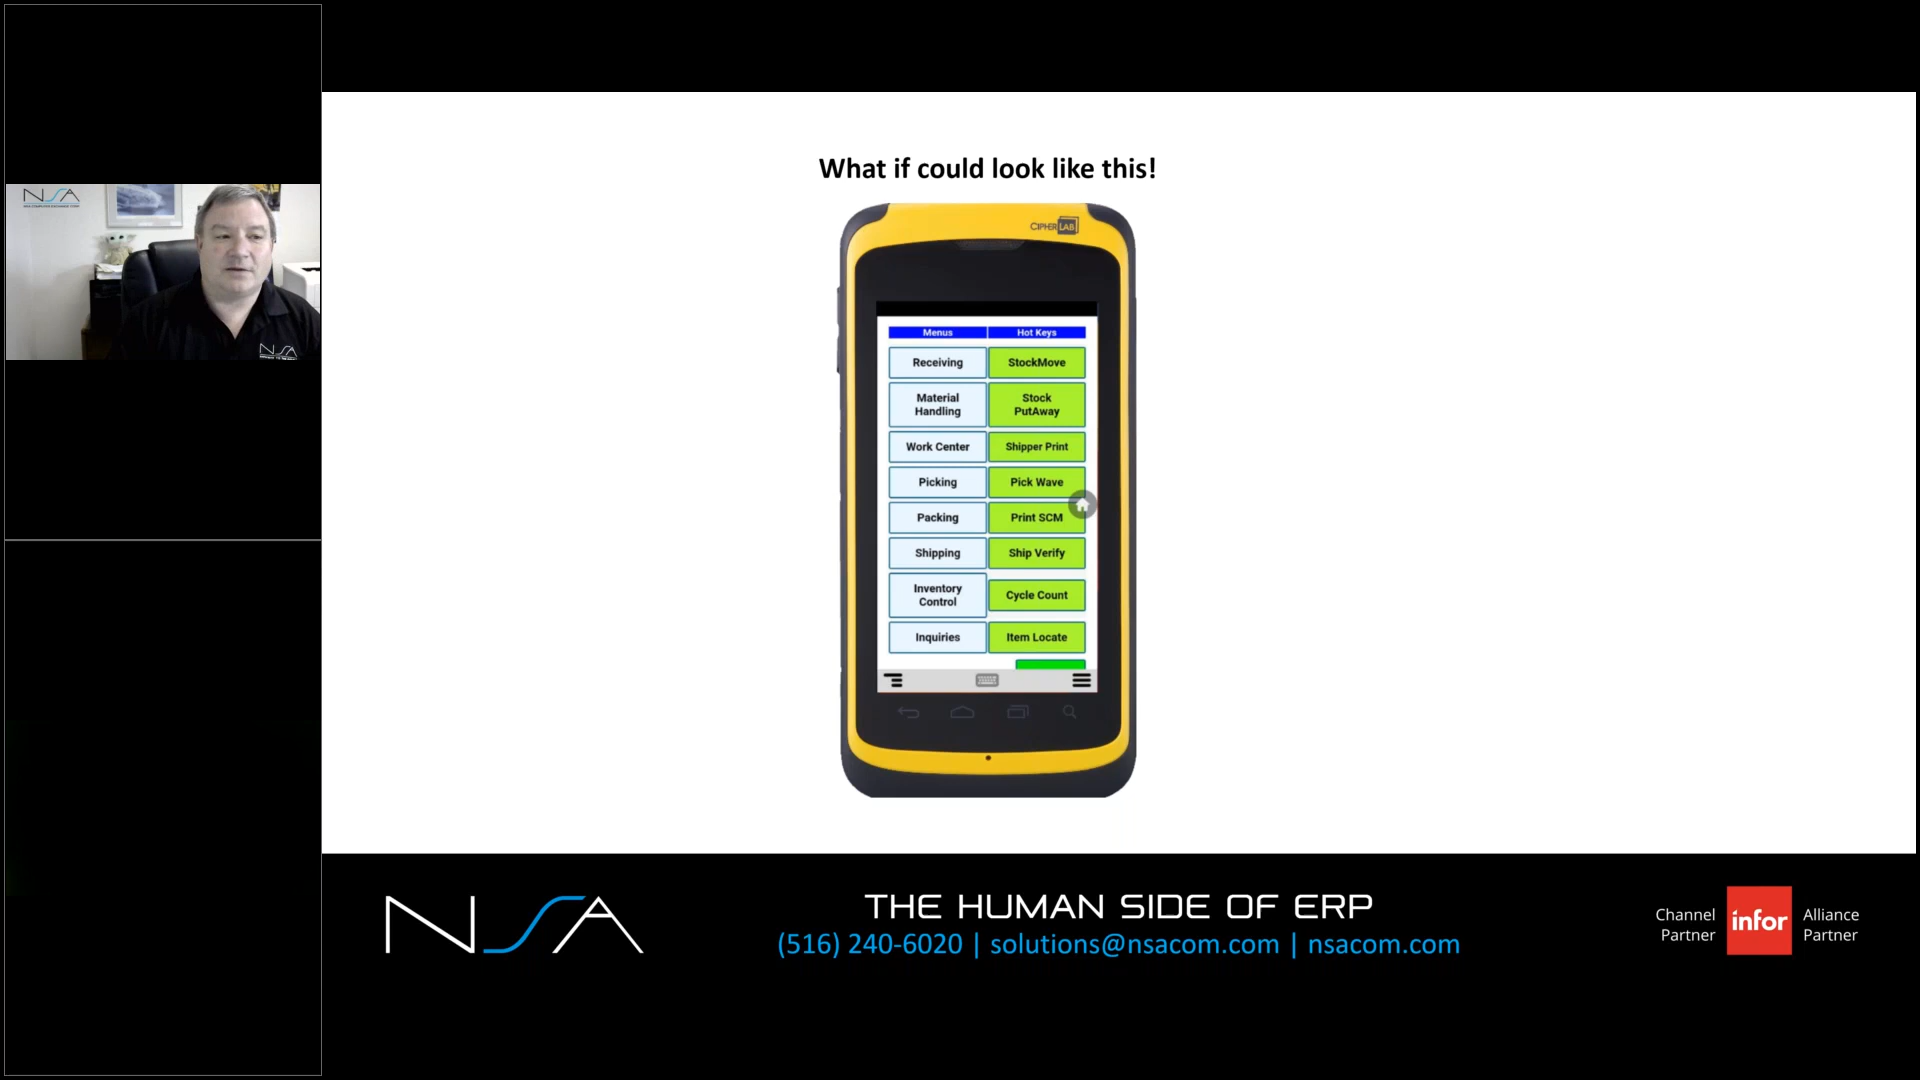 NSA
NSA
What if could look like this!
CIPHERLAB
Menus
Hot Keys
Receiving
StockMove
Material
Handling
Stock
PutAway
Work Center
Shipper Print
Picking
Pick Wave
Packing
Print SCM
Shipping
Ship Verify
Inventory
Control
Cycle Count
Inquiries
Item Locate
NSA
THE HUMAN SIDE OF ERP
(516) 240-6020 | solutions@nsacom.com | nsacom.com
Channel
Partner
infor
Alliance
Partner